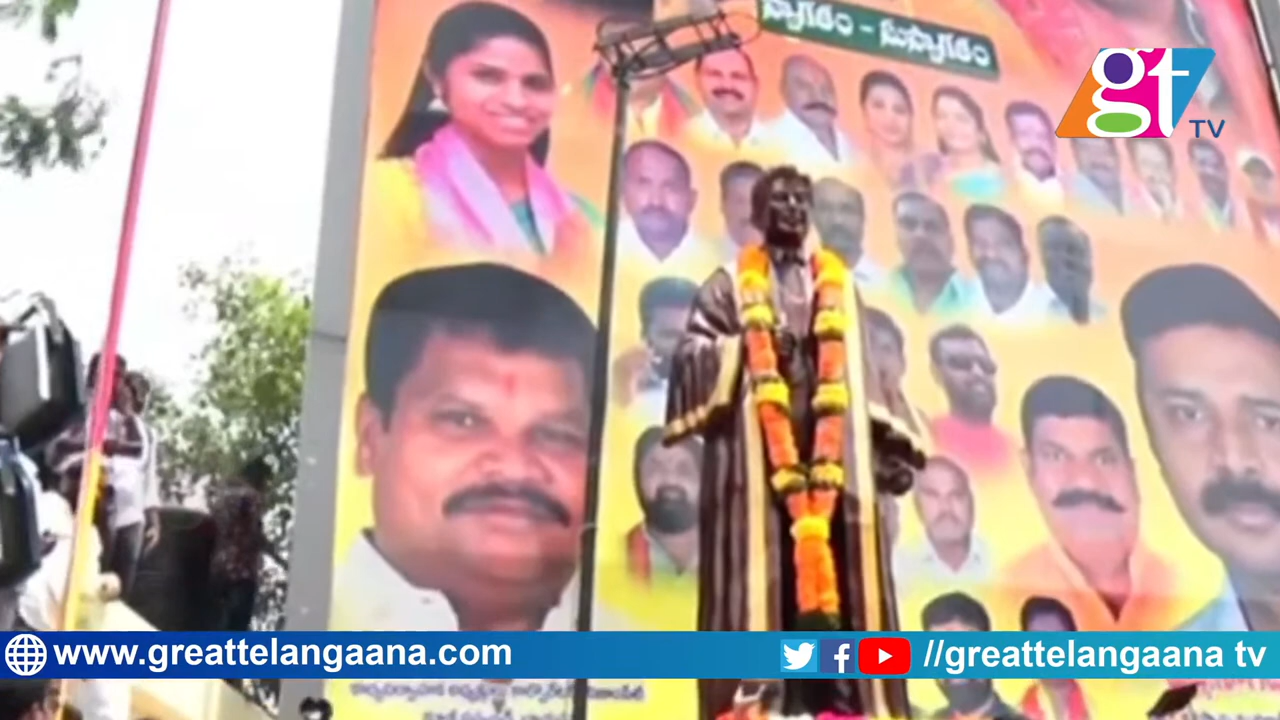 స్వాగతం - సుస్వాగతం
gt
TV
www.greattelangaana.com
//greattelangaana tv